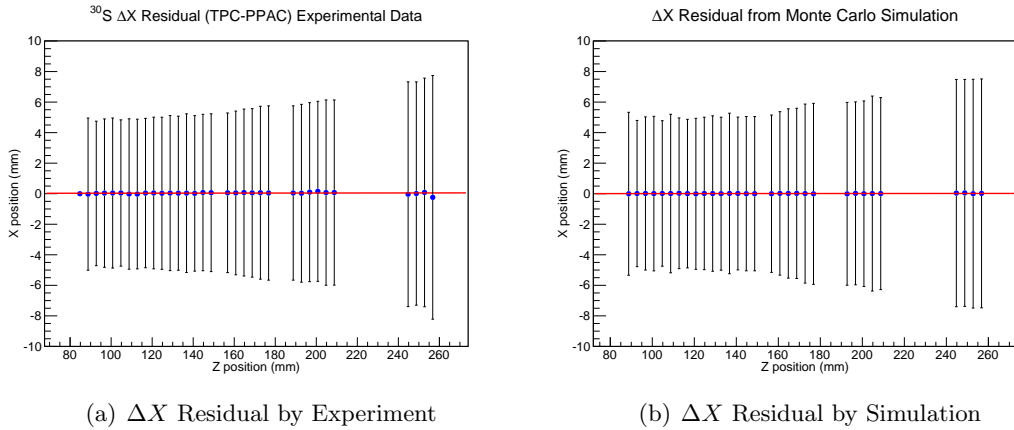 ³⁰S ΔX Residual (TPC-PPAC) Experimental Data
X position (mm)
10
8
6
4
2
0
-2
-4
-6
-8
-10
80 100 120 140 160 180 200 220 240 260
Z position (mm)
(a) ΔX Residual by Experiment
ΔX Residual from Monte Carlo Simulation
X position (mm)
10
8
6
4
2
0
-2
-4
-6
-8
-10
80 100 120 140 160 180 200 220 240 260
Z position (mm)
(b) ΔX Residual by Simulation